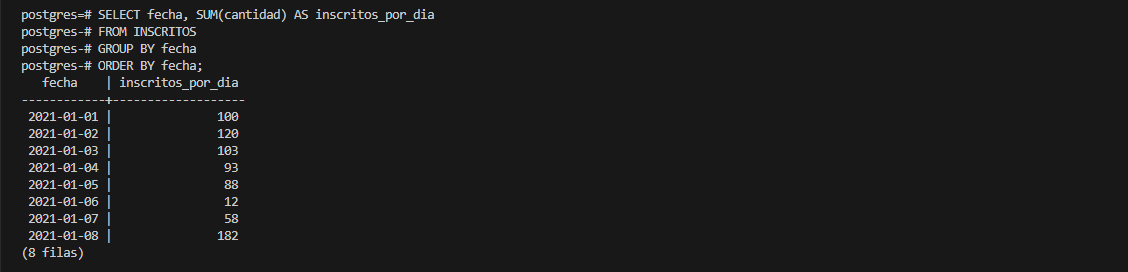 postgres=# SELECT fecha, SUM(cantidad) AS inscritos_por_dia
postgres-# FROM INSCRITOS
postgres-# GROUP BY fecha
postgres-# ORDER BY fecha;
   fecha    | inscritos_por_dia
------------+-------------------
 2021-01-01 |               100
 2021-01-02 |               120
 2021-01-03 |               103
 2021-01-04 |                93
 2021-01-05 |                88
 2021-01-06 |                12
 2021-01-07 |                58
 2021-01-08 |               182
(8 filas)